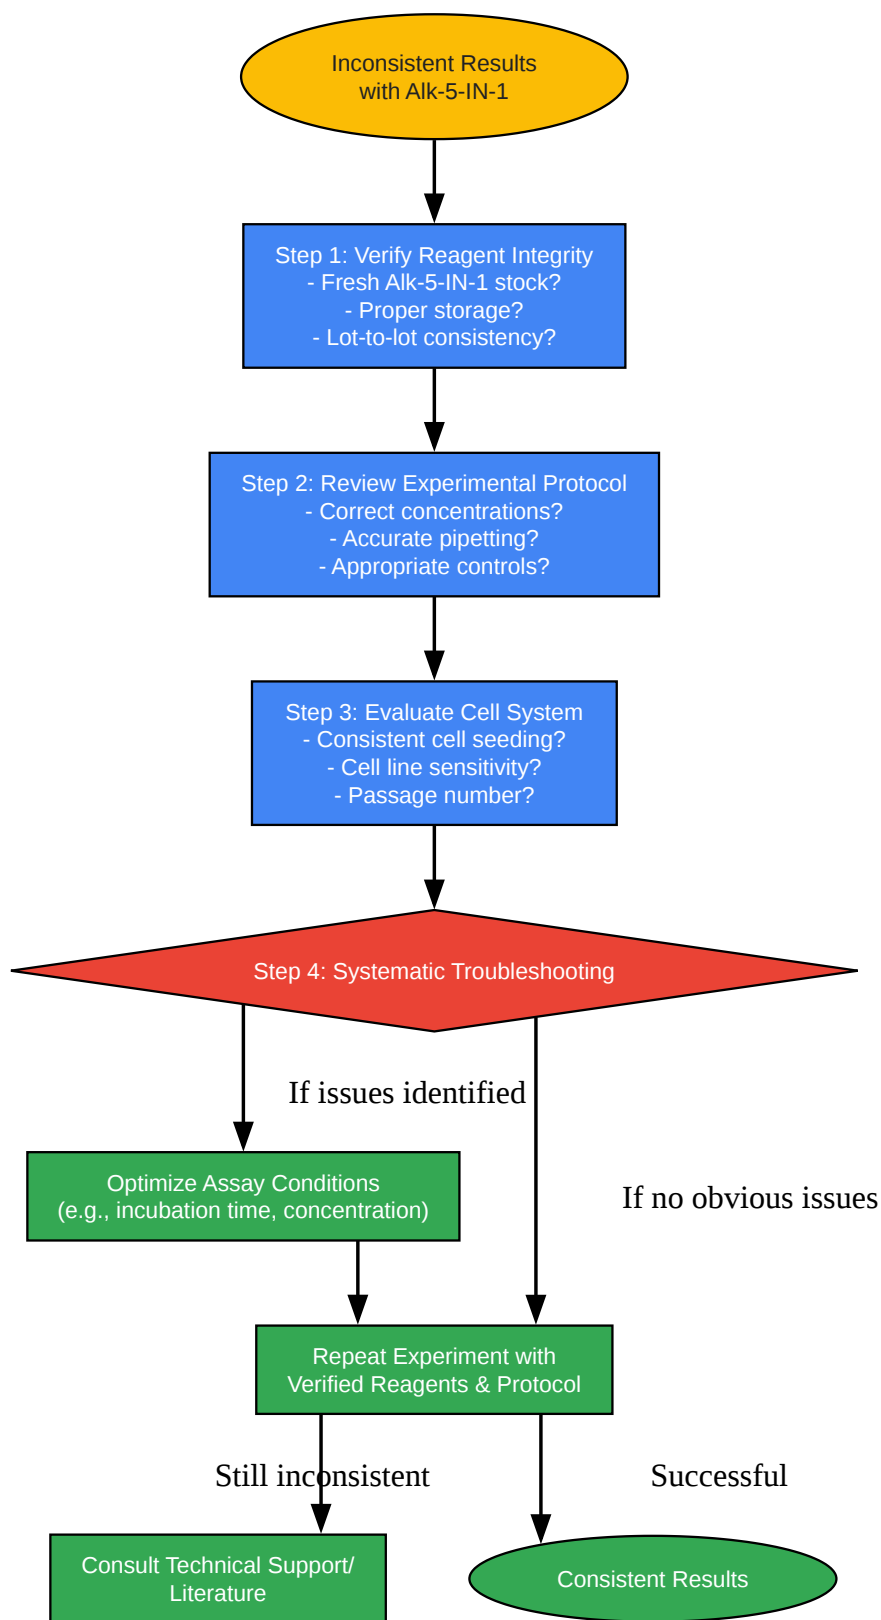 Inconsistent Results
with Alk-5-IN-1
Step 1: Verify Reagent Integrity
- Fresh Alk-5-IN-1 stock?
- Proper storage?
- Lot-to-lot consistency?
Step 2: Review Experimental Protocol
- Correct concentrations?
- Accurate pipetting?
- Appropriate controls?
Step 3: Evaluate Cell System
- Consistent cell seeding?
- Cell line sensitivity?
- Passage number?
Step 4: Systematic Troubleshooting
If issues identified
Optimize Assay Conditions
(e.g., incubation time, concentration)
If no obvious issues
Repeat Experiment with
Verified Reagents & Protocol
Still inconsistent
Successful
Consult Technical Support/
Literature
Consistent Results